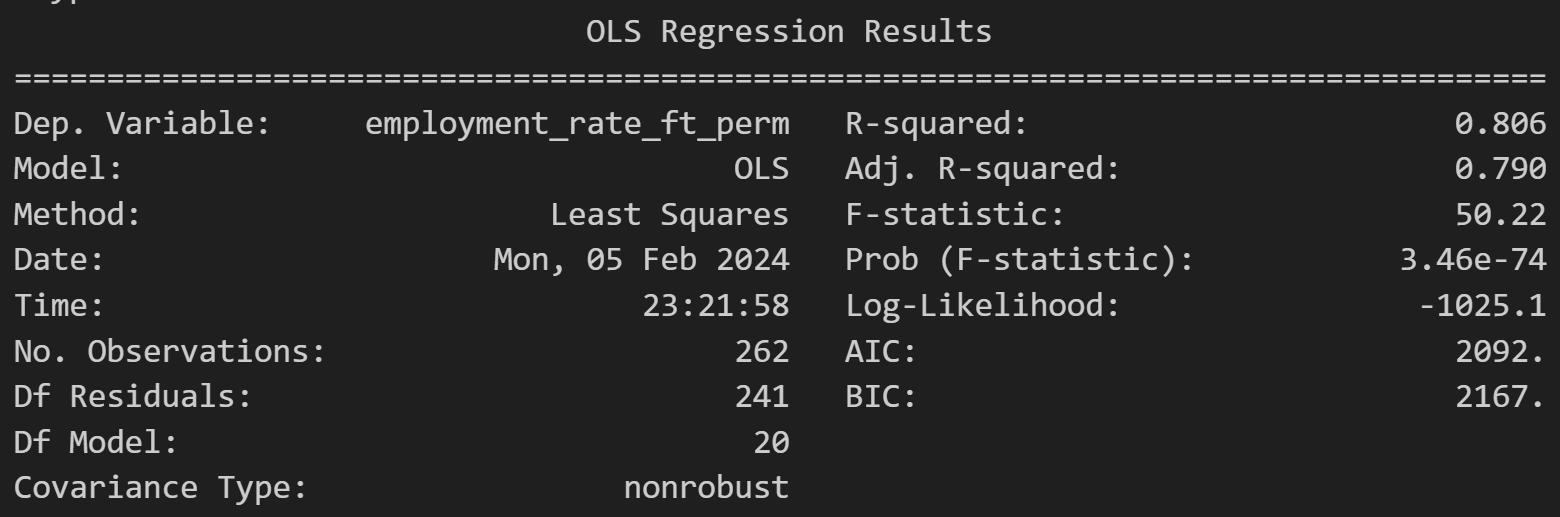 OLS Regression Results
==============================================================================
Dep. Variable:     employment_rate_ft_perm   R-squared:                       0.806
Model:                                 OLS   Adj. R-squared:                  0.790
Method:                      Least Squares   F-statistic:                     50.22
Date:                     Mon, 05 Feb 2024   Prob (F-statistic):           3.46e-74
Time:                             23:21:58   Log-Likelihood:                -1025.1
No. Observations:                      262   AIC:                             2092.
Df Residuals:                          241   BIC:                             2167.
Df Model:                               20
Covariance Type:                 nonrobust